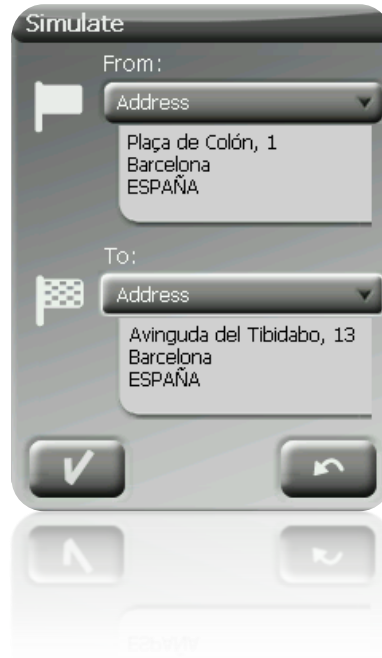 Simulate
From:
Address
Plaça de Colón, 1
Barcelona
ESPAÑA
To:
Address
Avinguda del Tibidabo, 13
Barcelona
ESPAÑA